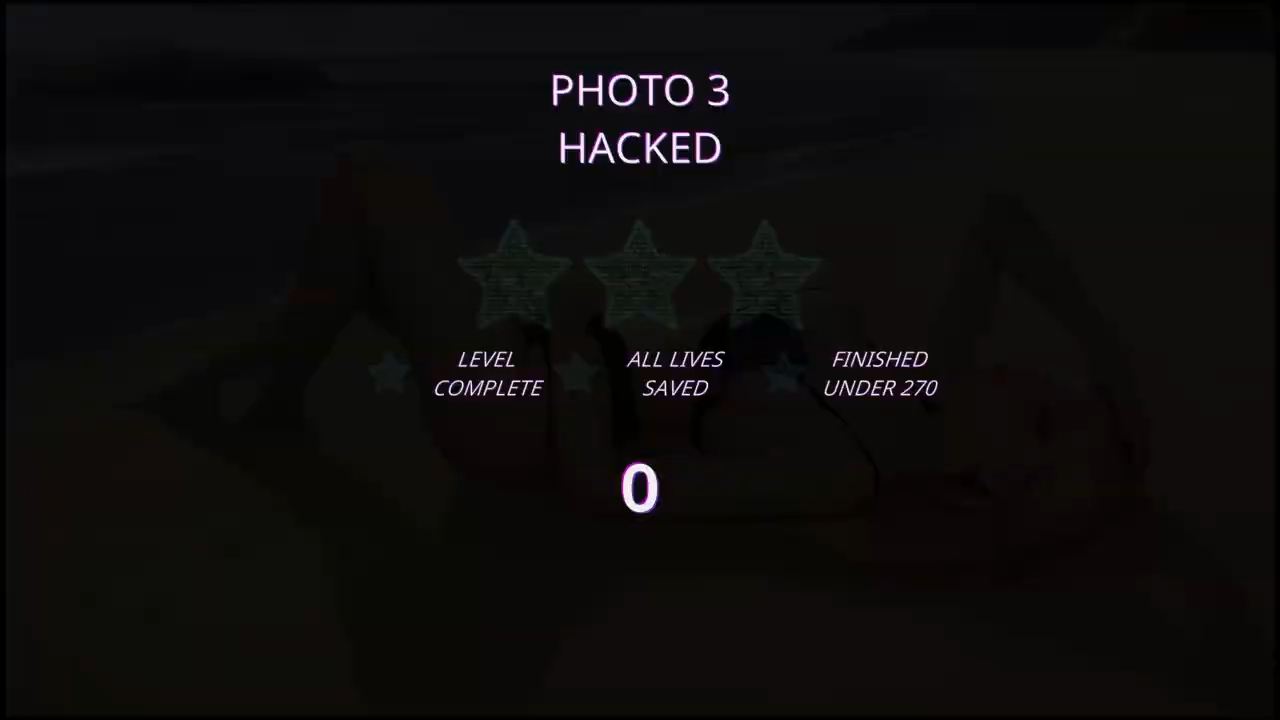 PHOTO 3
HACKED
LEVEL
COMPLETE
ALL LIVES
SAVED
FINISHED
UNDER 270
0